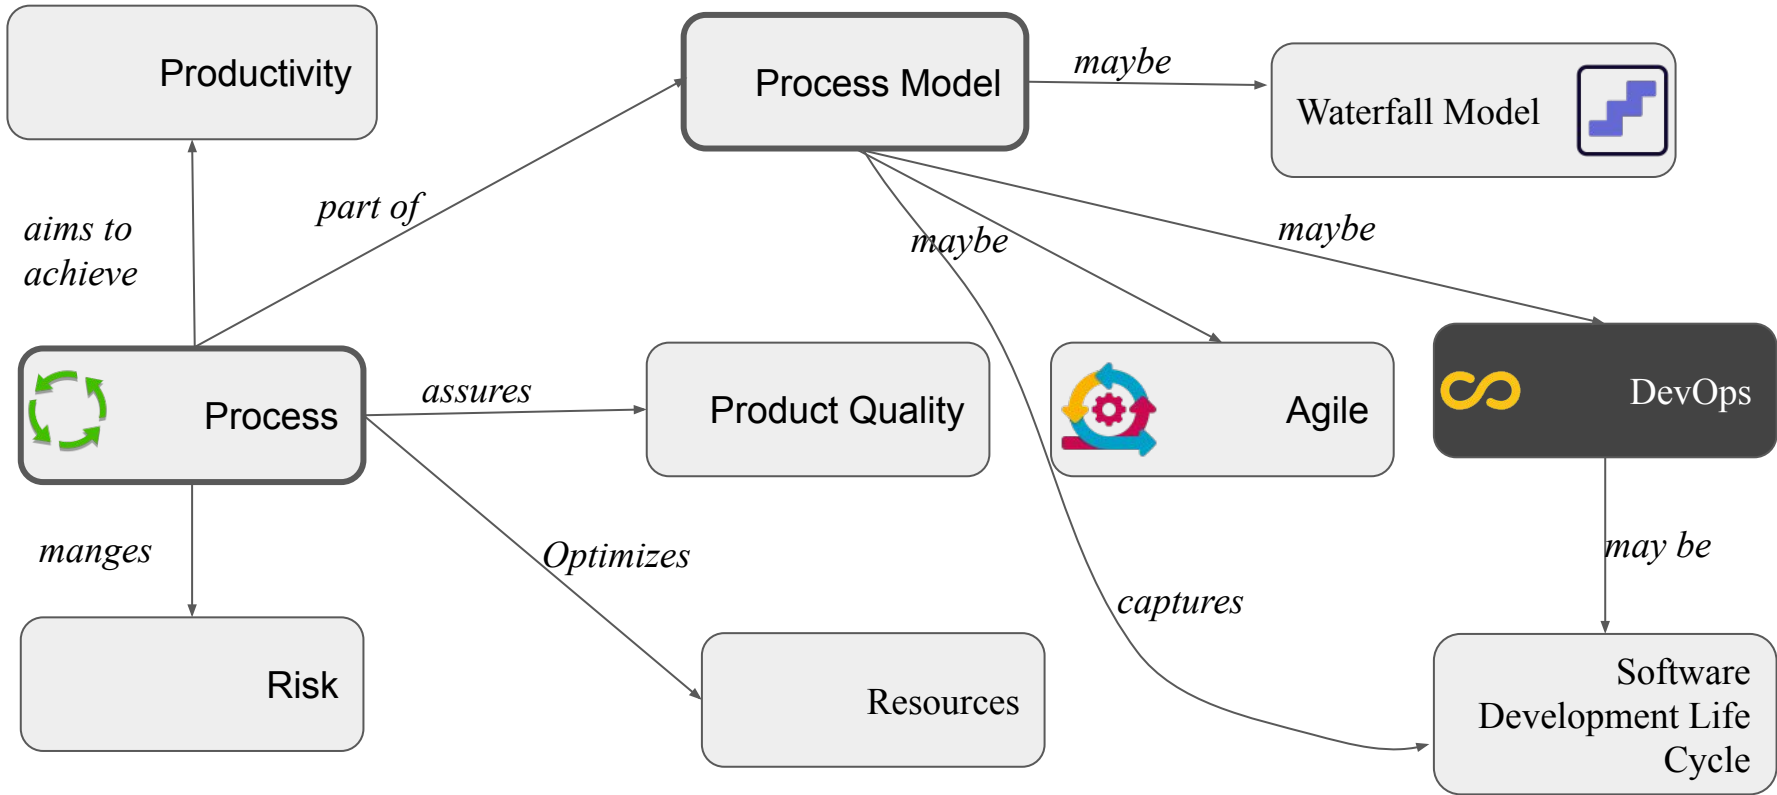 Productivity
Process Model
maybe
Waterfall Model
part of
aims to
achieve
maybe
maybe
Process
assures
Product Quality
Agile
DevOps
manges
Optimizes
may be
captures
Risk
Resources
Software
Development Life
Cycle